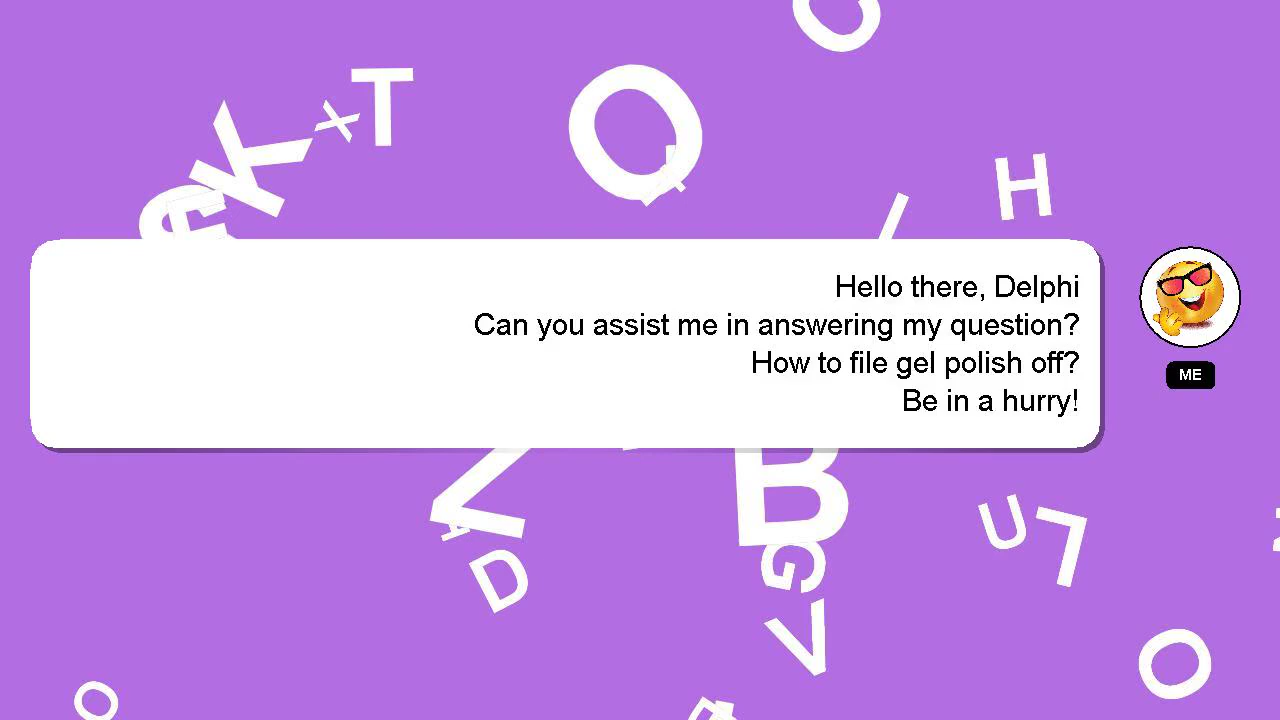 Hello there, Delphi
Can you assist me in answering my question?
How to file gel polish off?
Be in a hurry!
ME